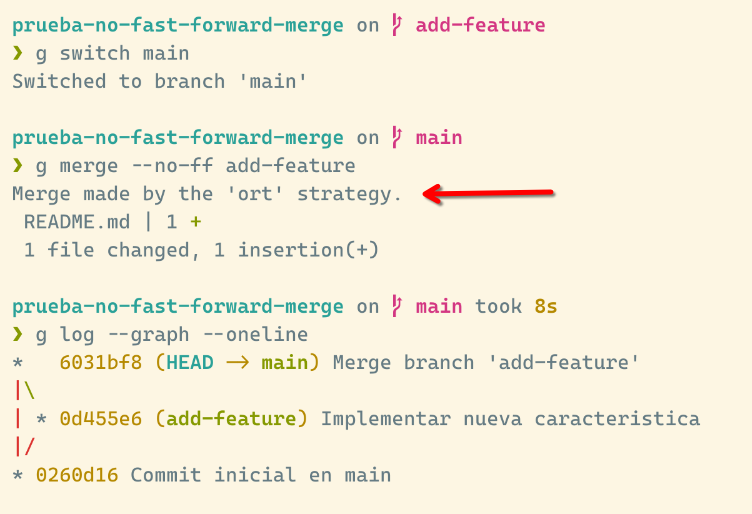 prueba-no-fast-forward-merge on add-feature
❯ g switch main
Switched to branch 'main'
prueba-no-fast-forward-merge on main
❯ g merge --no-ff add-feature
Merge made by the 'ort' strategy.
README.md | 1 +
1 file changed, 1 insertion(+)
prueba-no-fast-forward-merge on main took 8s
❯ g log --graph --oneline
*   6031bf8 (HEAD -> main) Merge branch 'add-feature'
|\
| * 0d455e6 (add-feature) Implementar nueva caracteristica
|/
* 0260d16 Commit inicial en main